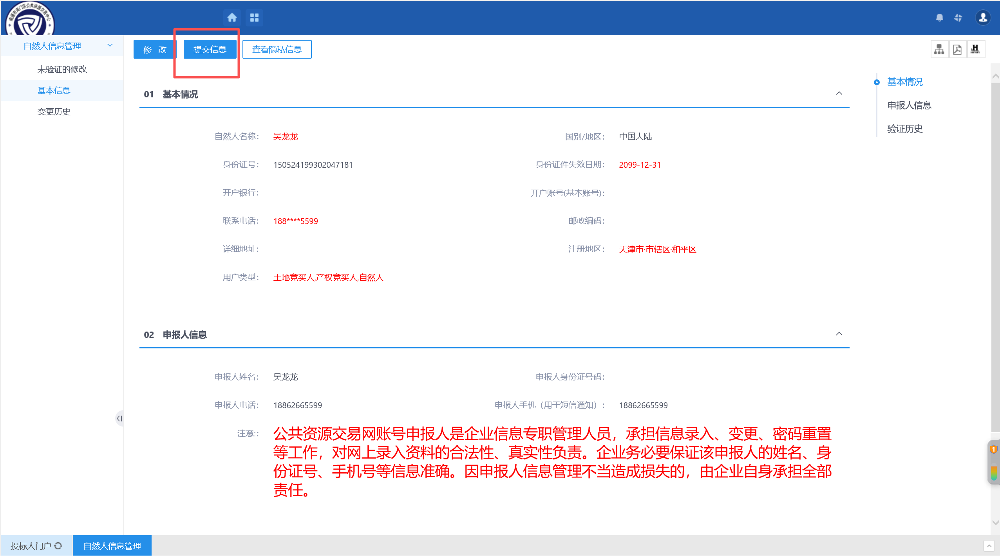 南通市海门区公共资源交易中心
自然人信息管理
未验证的修改
基本信息
变更历史
修 改
提交信息
查看隐私信息
H
HISTORY
基本情况
申报人信息
验证历史
01 基本情况
自然人名称： 吴龙龙 国别/地区： 中国大陆
身份证号： 150524199302047181 身份证件失效日期： 2099-12-31
开户银行： 开户账号(基本账号)：
联系电话： 188****5599 邮政编码：
详细地址： 注册地区： 天津市·市辖区·和平区
用户类型： 土地竞买人,产权竞买人,自然人
02 申报人信息
申报人姓名： 吴龙龙 申报人身份证号码：
申报人电话： 18862665599 申报人手机（用于短信通知）： 18862665599
注意:： 公共资源交易网账号申报人是企业信息专职管理人员，承担信息录入、变更、密码重置
等工作，对网上录入资料的合法性、真实性负责。企业务必要保证该申报人的姓名、身
份证号、手机号等信息准确。因申报人信息管理不当造成损失的，由企业自身承担全部
责任。
1
投标人门户
自然人信息管理